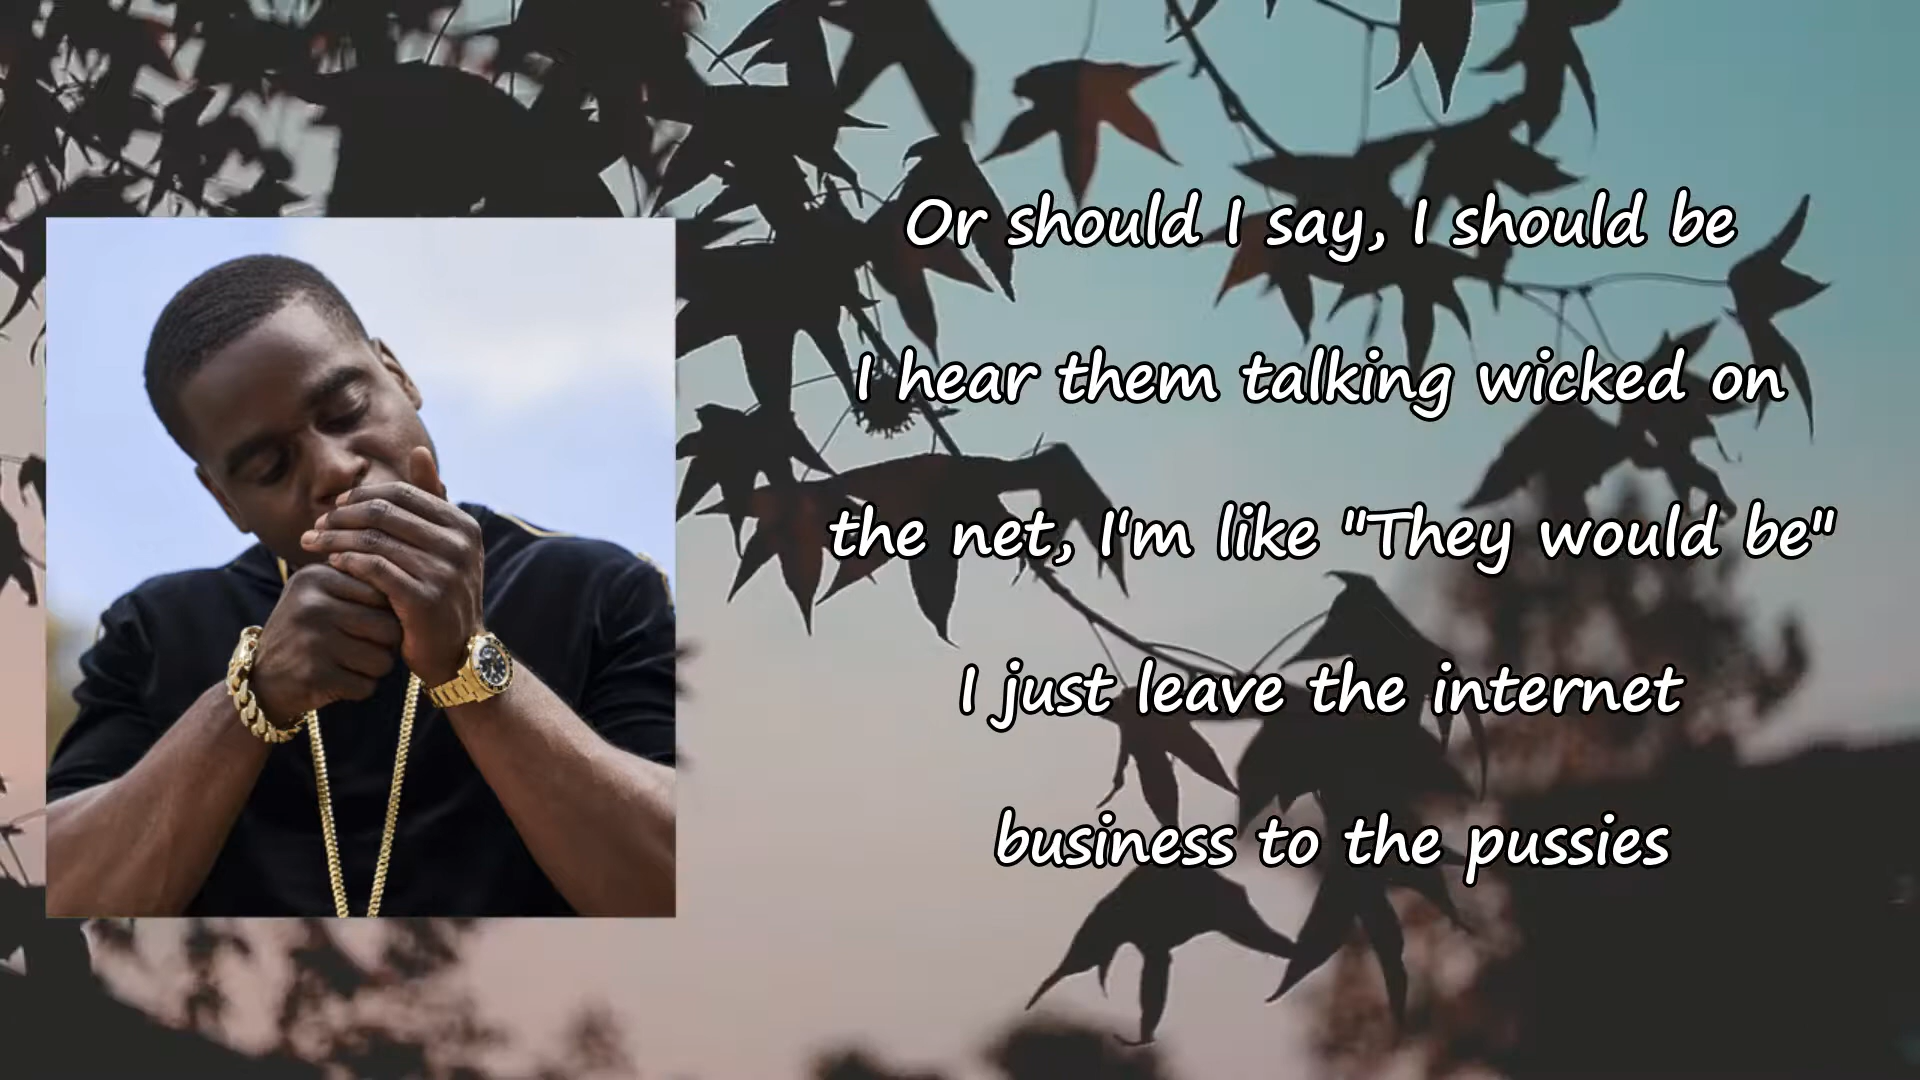 Or should I say, I should be
I hear them talking wicked on
the net, I'm like "They would be"
I just leave the internet
business to the pussies